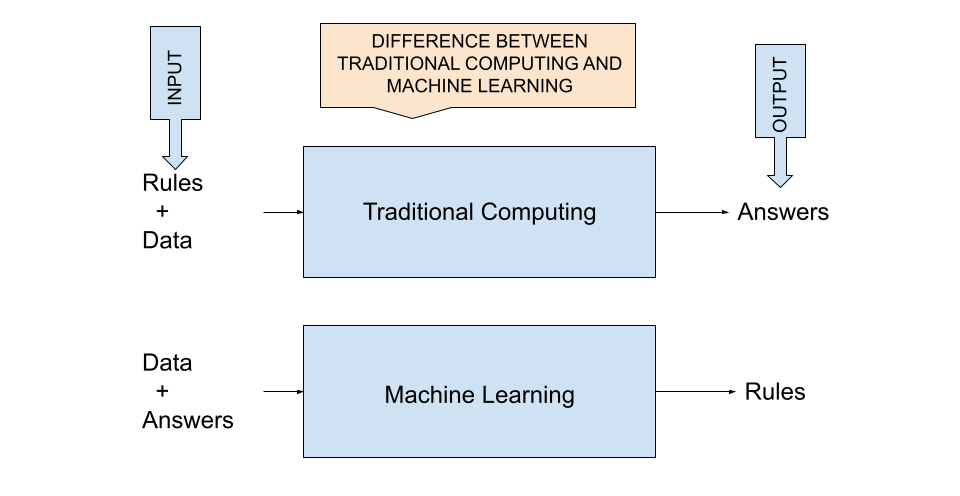 INPUT
DIFFERENCE BETWEEN
TRADITIONAL COMPUTING AND
MACHINE LEARNING
OUTPUT
Rules
+
Data
Traditional Computing
Answers
Data
+
Answers
Machine Learning
Rules